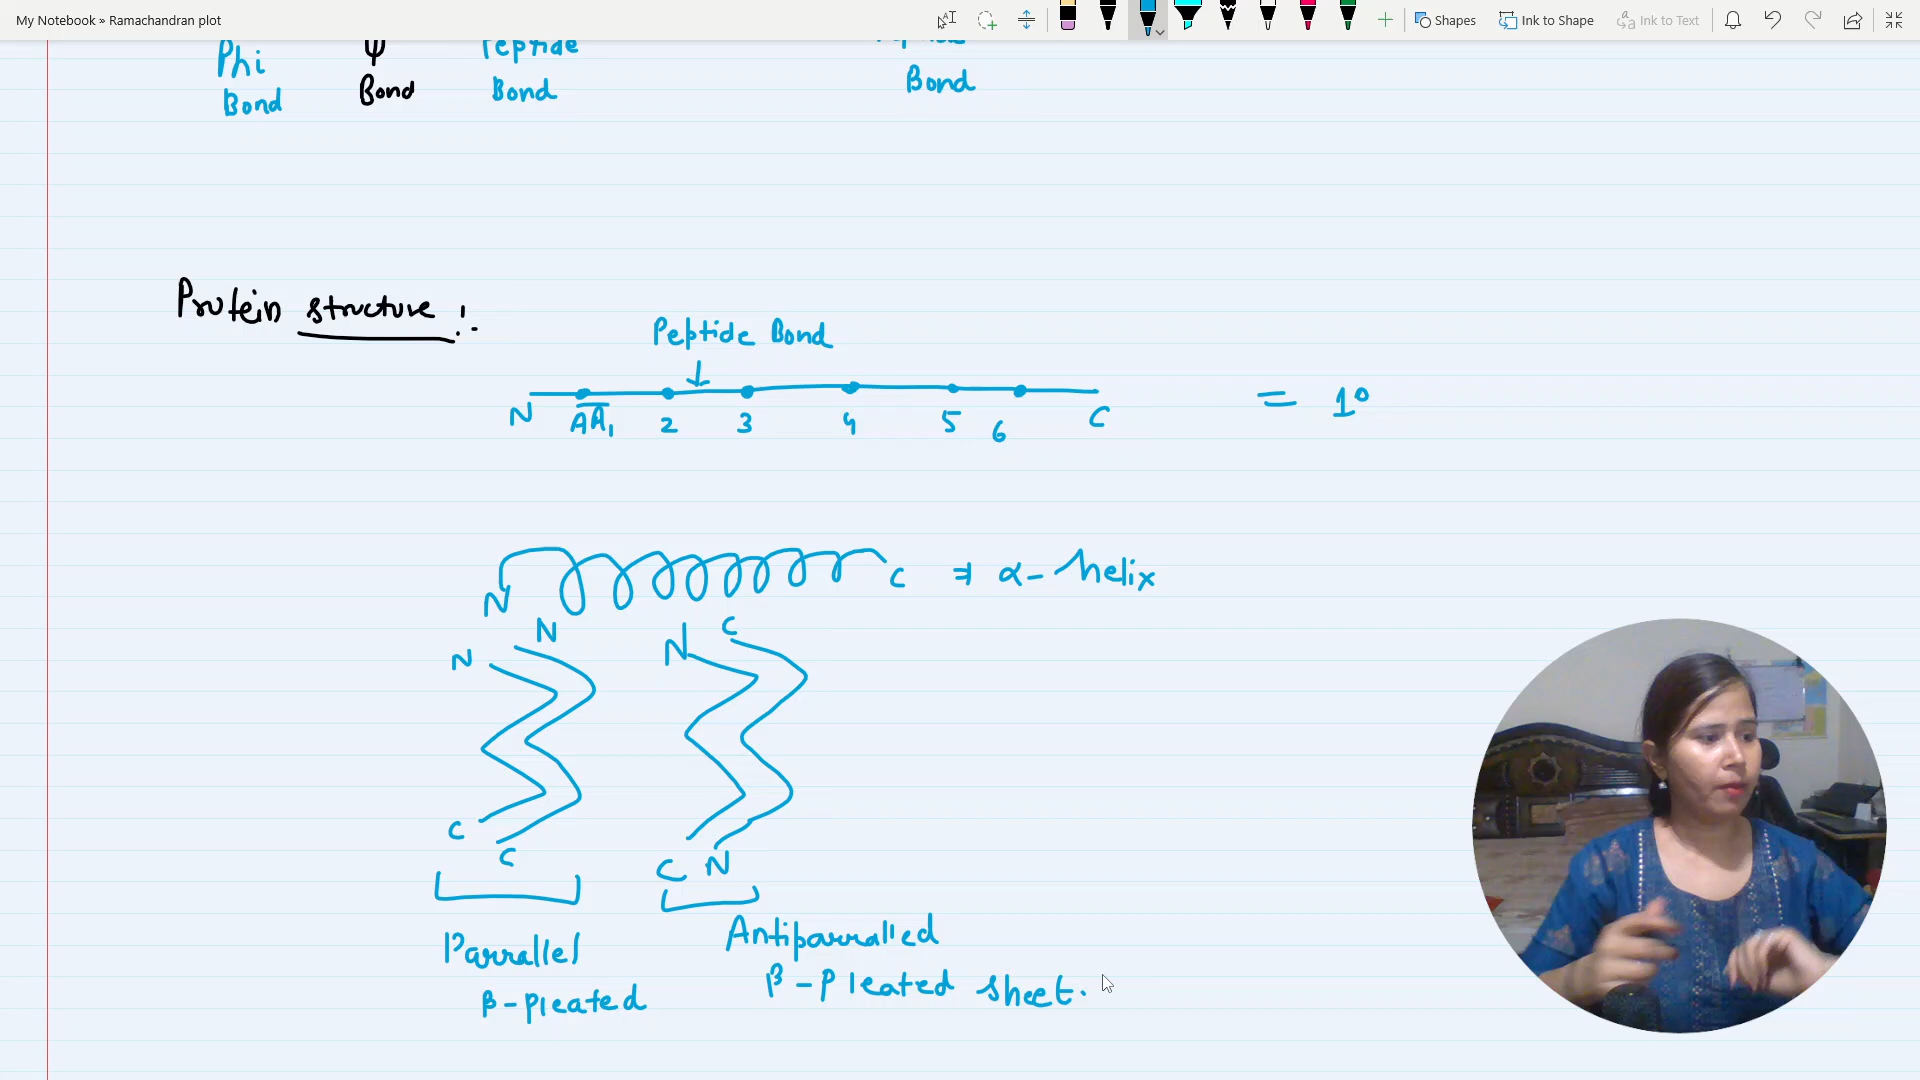 My Notebook » Ramachandran plot
Shapes
Ink to Shape
Ink to Text
Phi
Bond
ψ
Bond
Peptide
Bond
Bond
Protein structure :-
Peptide Bond
N AA1 2 3 4 5 6 C = 1°
N C ⇒ α- helix
N N
C C
N C
C N
Parrallel
β-pleated
Antiparralled
β-pleated sheet.